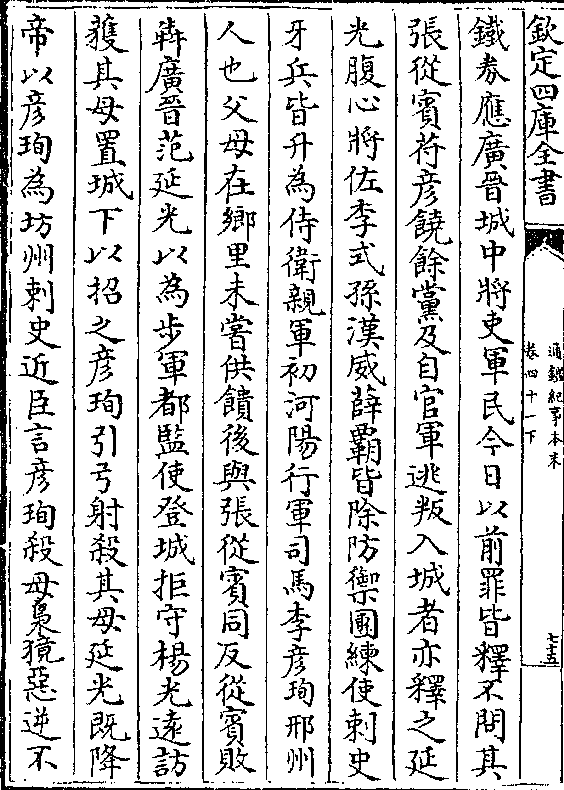 欽定四庫全書
通鑑紀事本末
卷四十一下
七十五
鐵券應廣晉城中將吏軍民今日以前罪皆釋不問其
張從賓符彦饒餘黨及自官軍逃叛入城者亦釋之延
光腹心將佐李式孫漢威薛霸皆除防禦團練使刺史
牙兵皆升為侍衛親軍初河陽行軍司馬李彦珣邢州
人也父母在鄉里未嘗供饋後與張從賓同反從賓敗
奔廣晉范延光以為步軍都監使登城拒守楊光遠訪
獲其母置城下以招之彦珣引弓射殺其母延光既降
帝以彦珣為坊州刺史近臣言彦珣殺母梟獍惡逆不